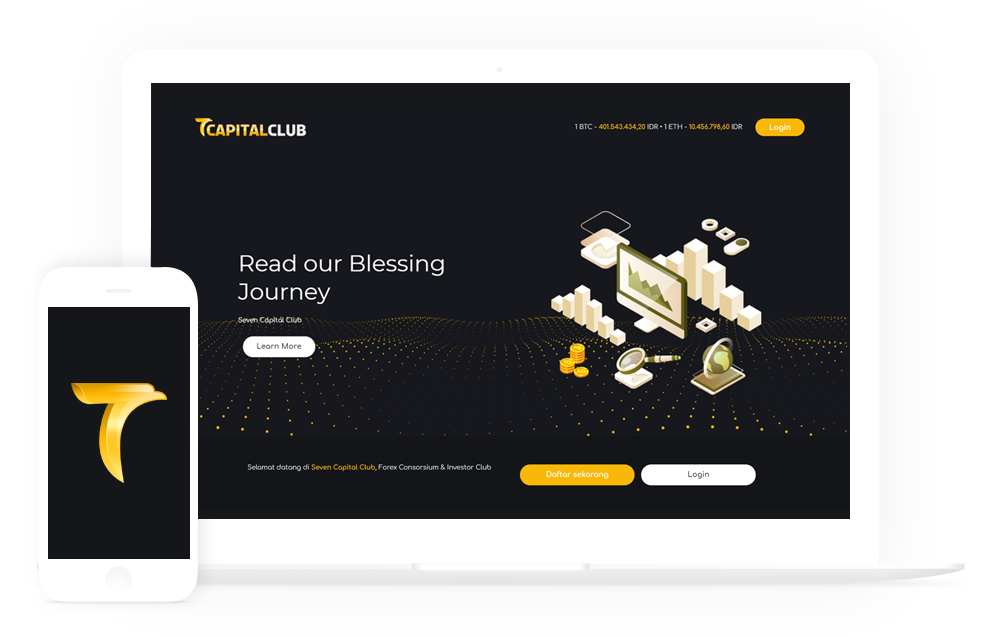 7CAPITALCLUB
1 BTC - 401.543.434,20 IDR • 1 ETH - 10.456.798,60 IDR
Login
Read our Blessing
Journey
Seven Capital Club
Learn More
Selamat datang di Seven Capital Club, Forex Consorsium & Investor Club
Daftar sekarang
Login